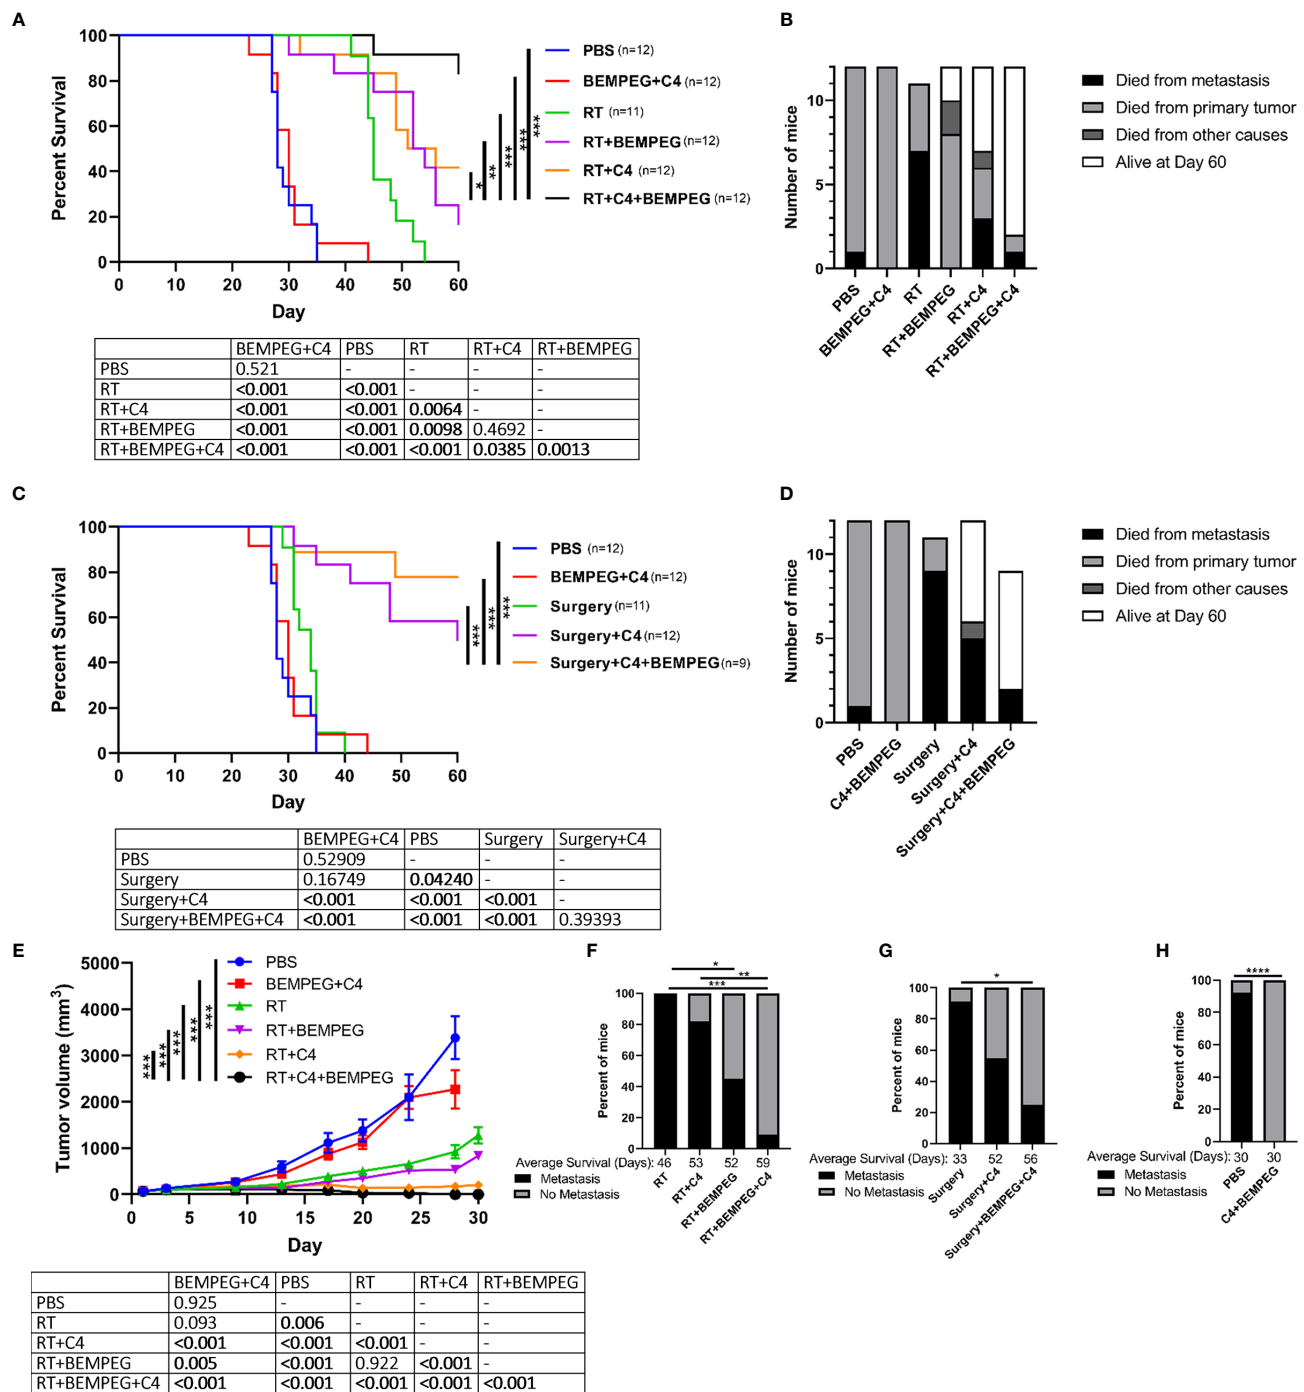 A
100
80
60
40
20
0
Percent Survival
0 10 20 30 40 50 60
Day
PBS (n=12)
BEMPEG+C4 (n=12)
RT (n=11)
RT+BEMPEG (n=12)
RT+C4 (n=12)
RT+C4+BEMPEG (n=12)
* ** *** *** ***
BEMPEG+C4 PBS RT RT+C4 RT+BEMPEG
PBS 0.521 - - - -
RT <0.001 <0.001 - - -
RT+C4 <0.001 <0.001 0.0064 - -
RT+BEMPEG <0.001 <0.001 0.0098 0.4692 -
RT+BEMPEG+C4 <0.001 <0.001 <0.001 0.0385 0.0013
B
10
5
0
Number of mice
PBS
BEMPEG+C4
RT
RT+BEMPEG
RT+C4
RT+BEMPEG+C4
Died from metastasis
Died from primary tumor
Died from other causes
Alive at Day 60
C
100
80
60
40
20
0
Percent Survival
0 10 20 30 40 50 60
Day
PBS (n=12)
BEMPEG+C4 (n=12)
Surgery (n=11)
Surgery+C4 (n=12)
Surgery+C4+BEMPEG (n=9)
*** *** ***
BEMPEG+C4 PBS Surgery Surgery+C4
PBS 0.52909 - - -
Surgery 0.16749 0.04240 - -
Surgery+C4 <0.001 <0.001 <0.001 -
Surgery+BEMPEG+C4 <0.001 <0.001 <0.001 0.39393
D
10
5
0
Number of mice
PBS
C4+BEMPEG
Surgery
Surgery+C4
Surgery+C4+BEMPEG
Died from metastasis
Died from primary tumor
Died from other causes
Alive at Day 60
E
5000
4000
3000
2000
1000
0
Tumor volume (mm3)
0 5 10 15 20 25 30
Day
*** *** *** *** ***
PBS
BEMPEG+C4
RT
RT+BEMPEG
RT+C4
RT+C4+BEMPEG
BEMPEG+C4 PBS RT RT+C4 RT+BEMPEG
PBS 0.925 - - - -
RT 0.093 0.006 - - -
RT+C4 <0.001 <0.001 <0.001 - -
RT+BEMPEG 0.005 <0.001 0.922 <0.001 -
RT+BEMPEG+C4 <0.001 <0.001 <0.001 <0.001 <0.001
F
*
**
***
100
80
60
40
20
0
Percent of mice
Average Survival (Days): 46 53 52 59
Metastasis
No Metastasis
RT
RT+C4
RT+BEMPEG
RT+BEMPEG+C4
G
*
100
80
60
40
20
0
Percent of mice
Average Survival (Days): 33 52 56
Metastasis
No Metastasis
Surgery
Surgery+C4
Surgery+BEMPEG+C4
H
****
100
80
60
40
20
0
Percent of mice
Average Survival (Days): 30 30
Metastasis
No Metastasis
PBS
C4+BEMPEG